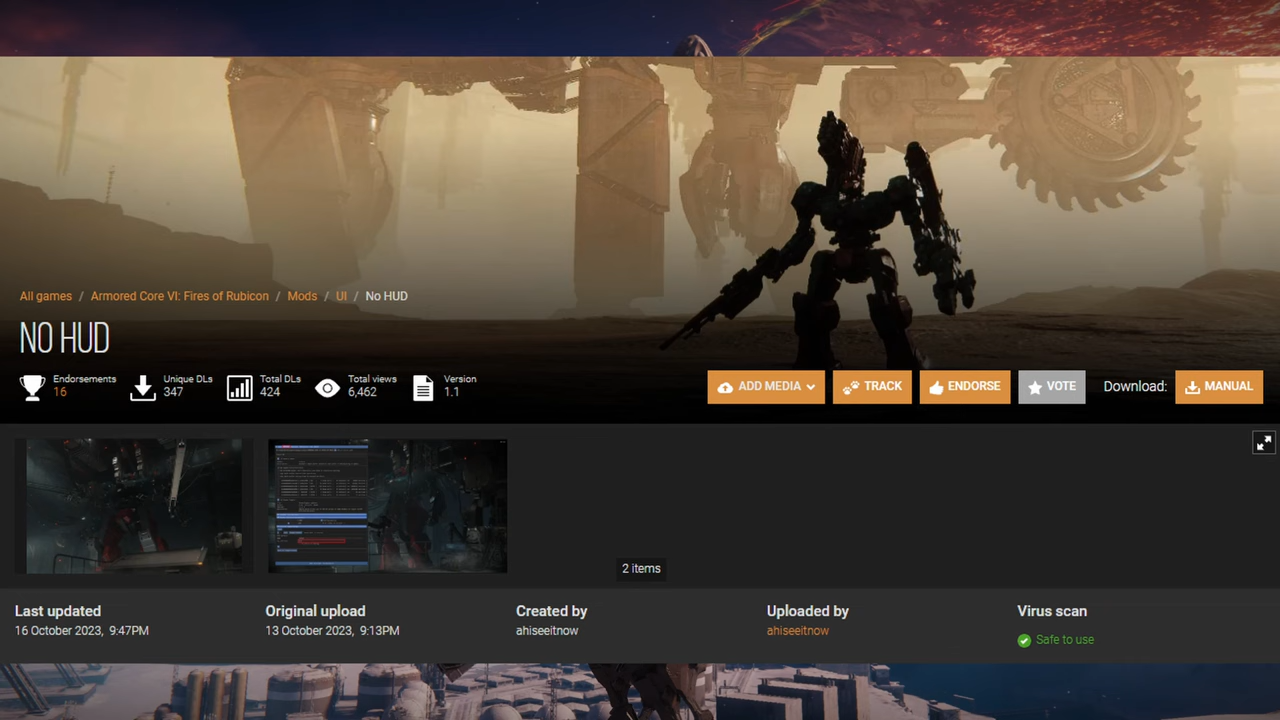 All games / Armored Core VI: Fires of Rubicon / Mods / UI / No HUD
NO HUD
Endorsements
16
Unique DLs
347
Total DLs
424
Total views
6,462
Version
1.1
ADD MEDIA
TRACK
ENDORSE
VOTE
Download:
MANUAL
2 items
Last updated
16 October 2023, 9:47PM
Original upload
13 October 2023, 9:13PM
Created by
ahiseeitnow
Uploaded by
ahiseeitnow
Virus scan
Safe to use